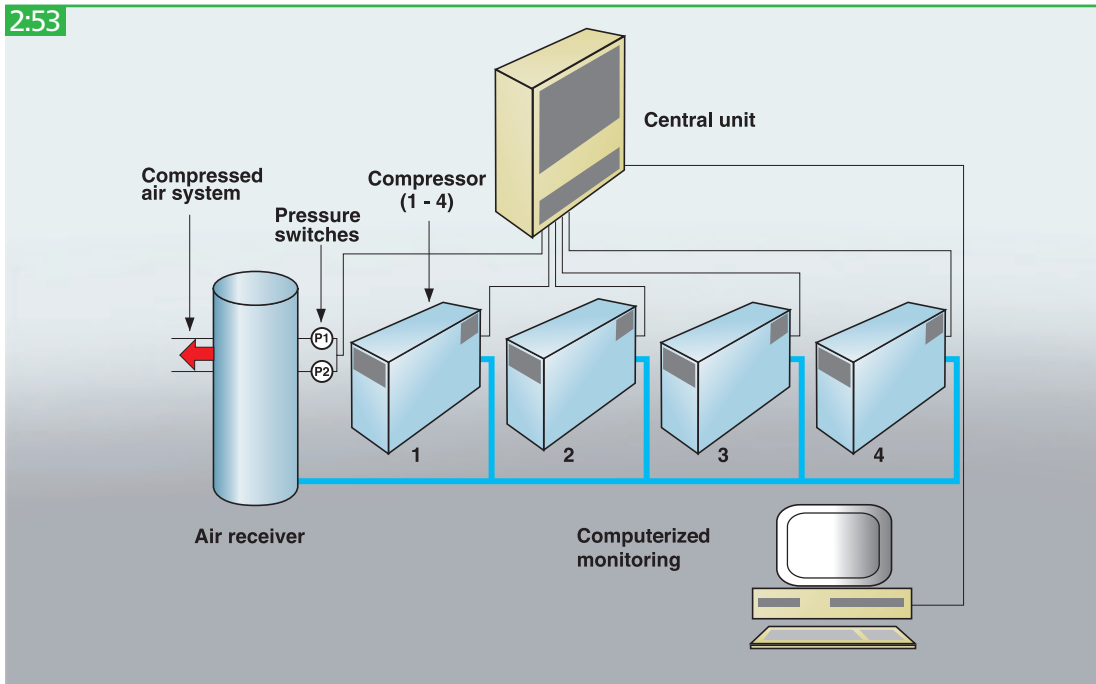 2:53
Central unit
Compressed
air system
Compressor
(1 - 4)
Pressure
switches
P1
P2
1
2
3
4
Air receiver
Computerized
monitoring